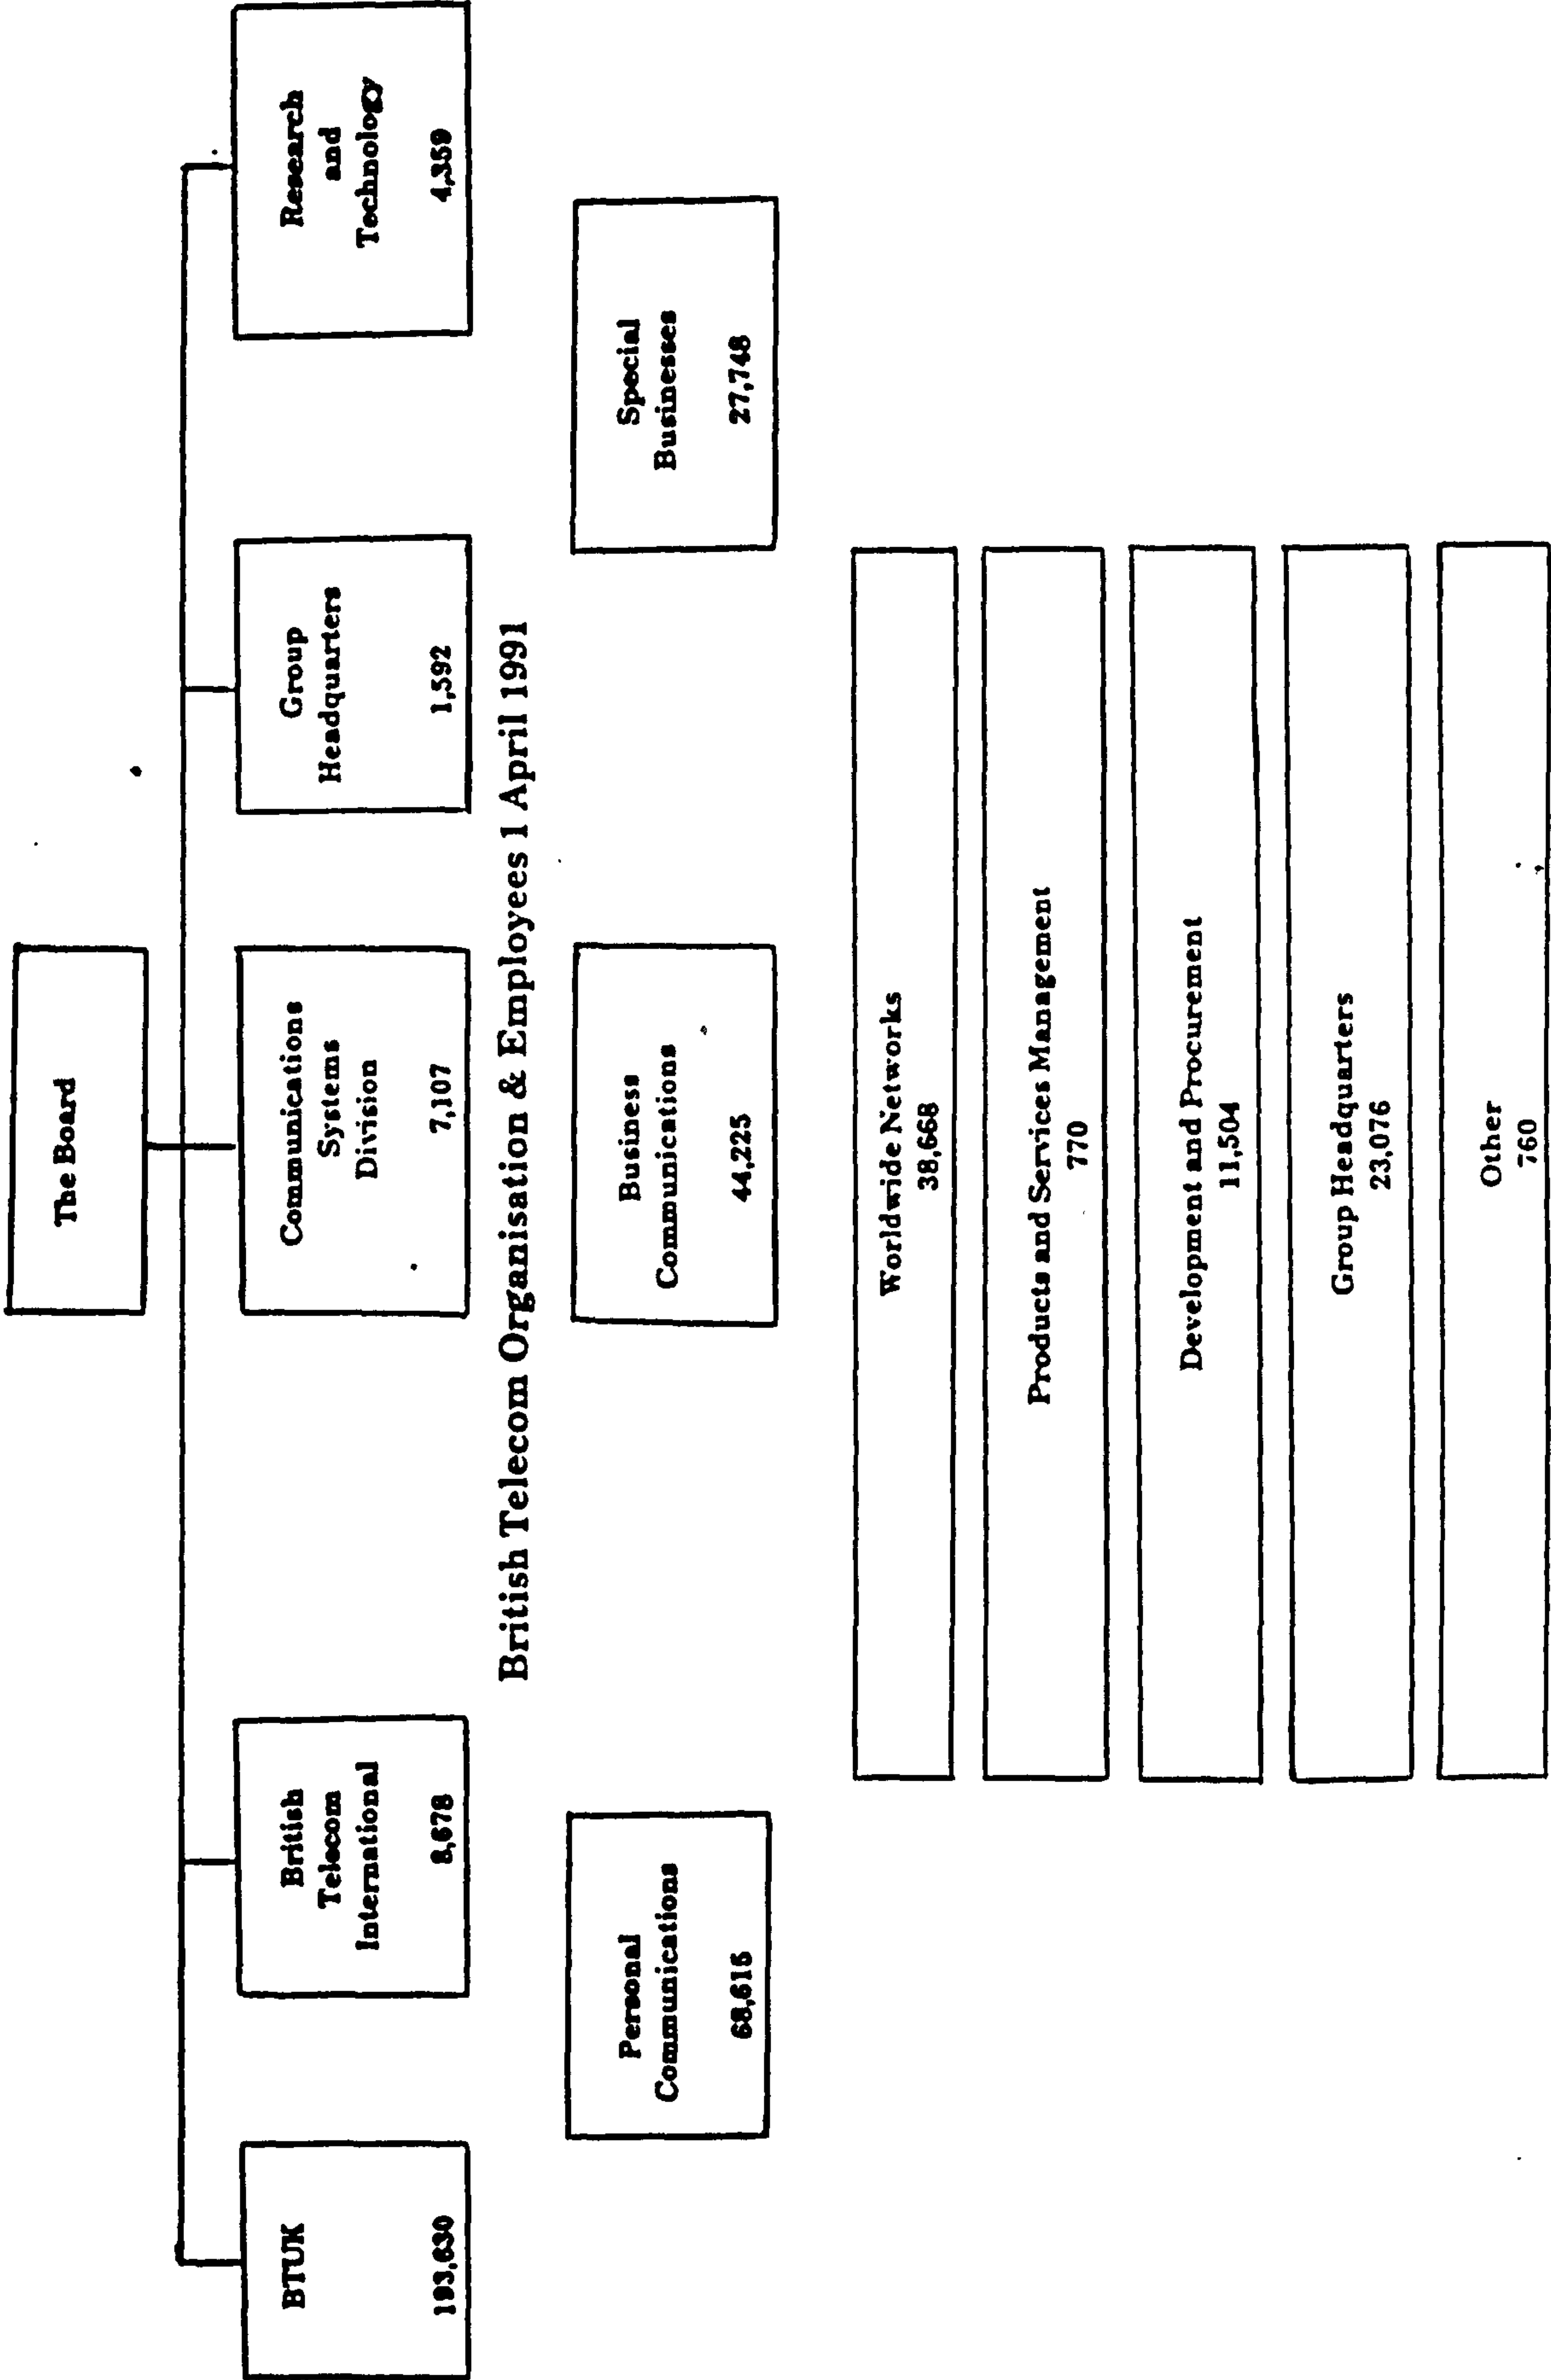 The Board
BTUK
193,630
British
Telecom
International
8,678
Communications
Systems
Division
7,107
Group
Headquarters
1,592
Research
and
Technology
4,359
British Telecom Organisation & Employees 1 April 1991
Personal
Communications
68,615
Business
Communications
44,225
Special
Businesses
27,748
Worldwide Networks
38,668
Products and Services Management
770
Development and Procurement
11,504
Group Headquarters
23,076
Other
760